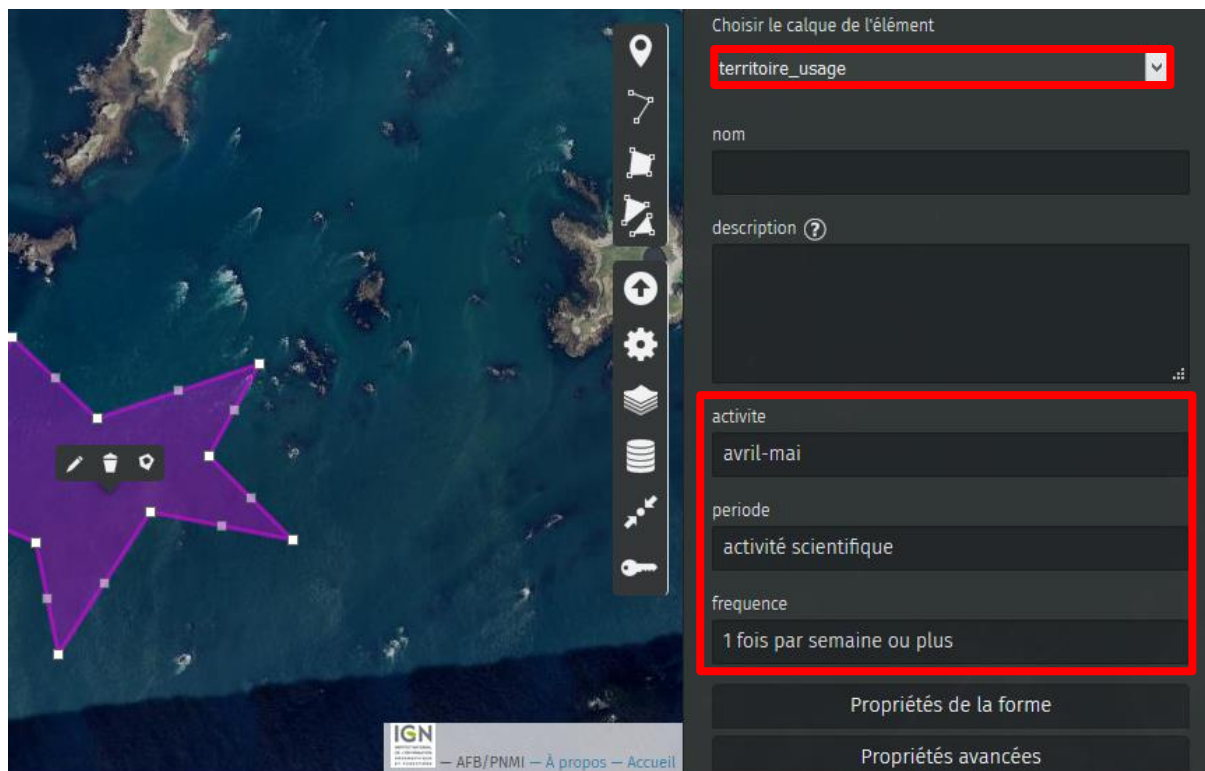 Choisir le calque de l'élément
territoire_usage
nom
description ?
activite
avril-mai
periode
activité scientifique
frequence
1 fois par semaine ou plus
Propriétés de la forme
Propriétés avancées
IGN
— AFB/PNMI — À propos — Accueil